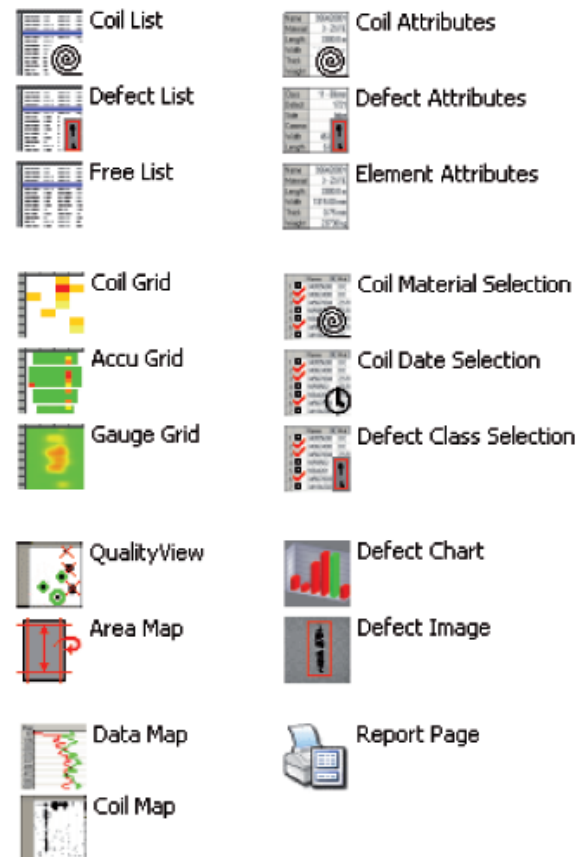 Coil List
Coil Attributes
Defect List
Defect Attributes
Free List
Element Attributes
Coil Grid
Coil Material Selection
Accu Grid
Coil Date Selection
Gauge Grid
Defect Class Selection
QualityView
Defect Chart
Area Map
Defect Image
Data Map
Report Page
Coil Map